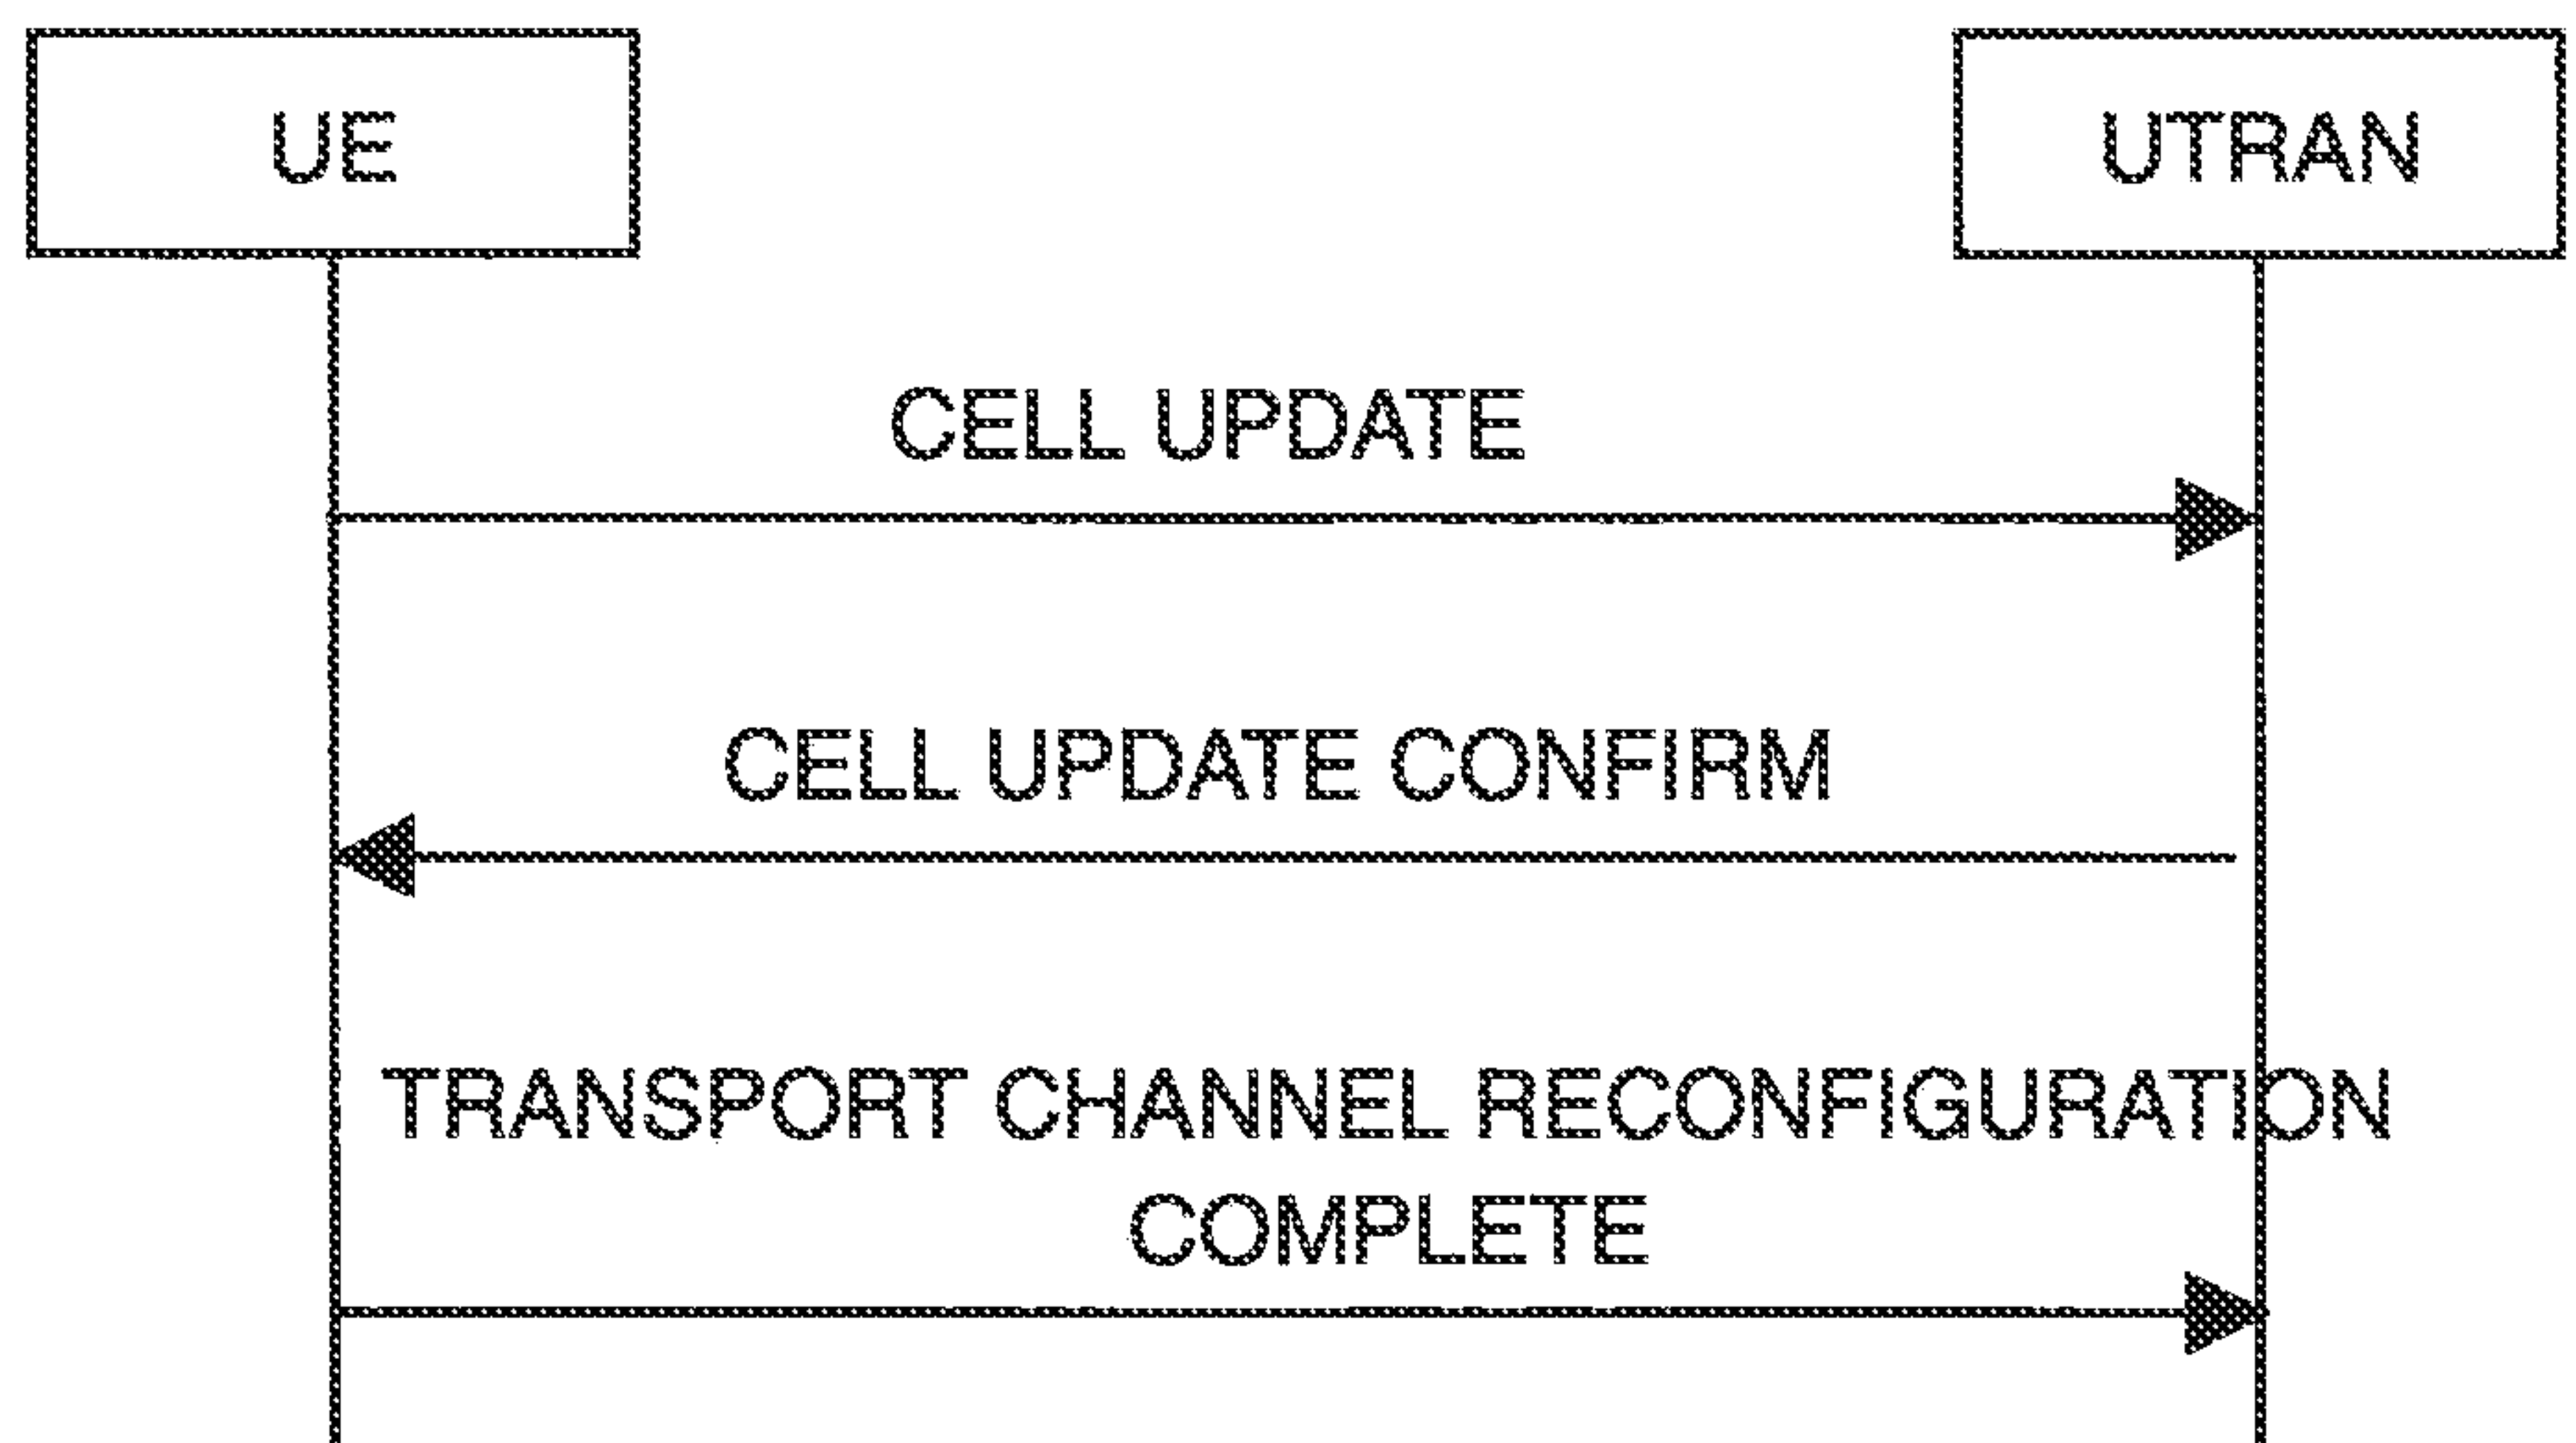 UE
UTRAN
CELL UPDATE
CELL UPDATE CONFIRM
TRANSPORT CHANNEL RECONFIGURATION
COMPLETE